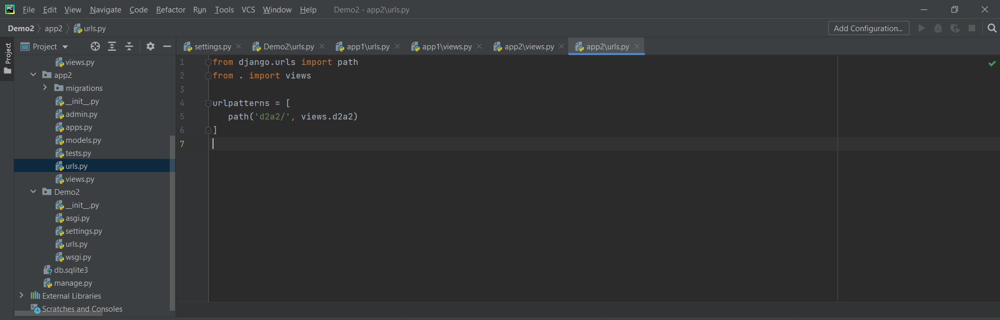 PC
File Edit View Navigate Code Refactor Run Tools VCS Window Help Demo2 - app2\urls.py
Demo2 app2 urls.py Add Configuration...
Project
Project
settings.py Demo2\urls.py app1\urls.py app1\views.py app2\views.py app2\urls.py
views.py
app2
migrations
__init__.py
admin.py
apps.py
models.py
tests.py
urls.py
views.py
Demo2
__init__.py
asgi.py
settings.py
urls.py
wsgi.py
db.sqlite3
manage.py
External Libraries
Scratches and Consoles
1 from django.urls import path
2 from . import views
3
4 urlpatterns = [
5 path('d2a2/', views.d2a2)
6 ]
7